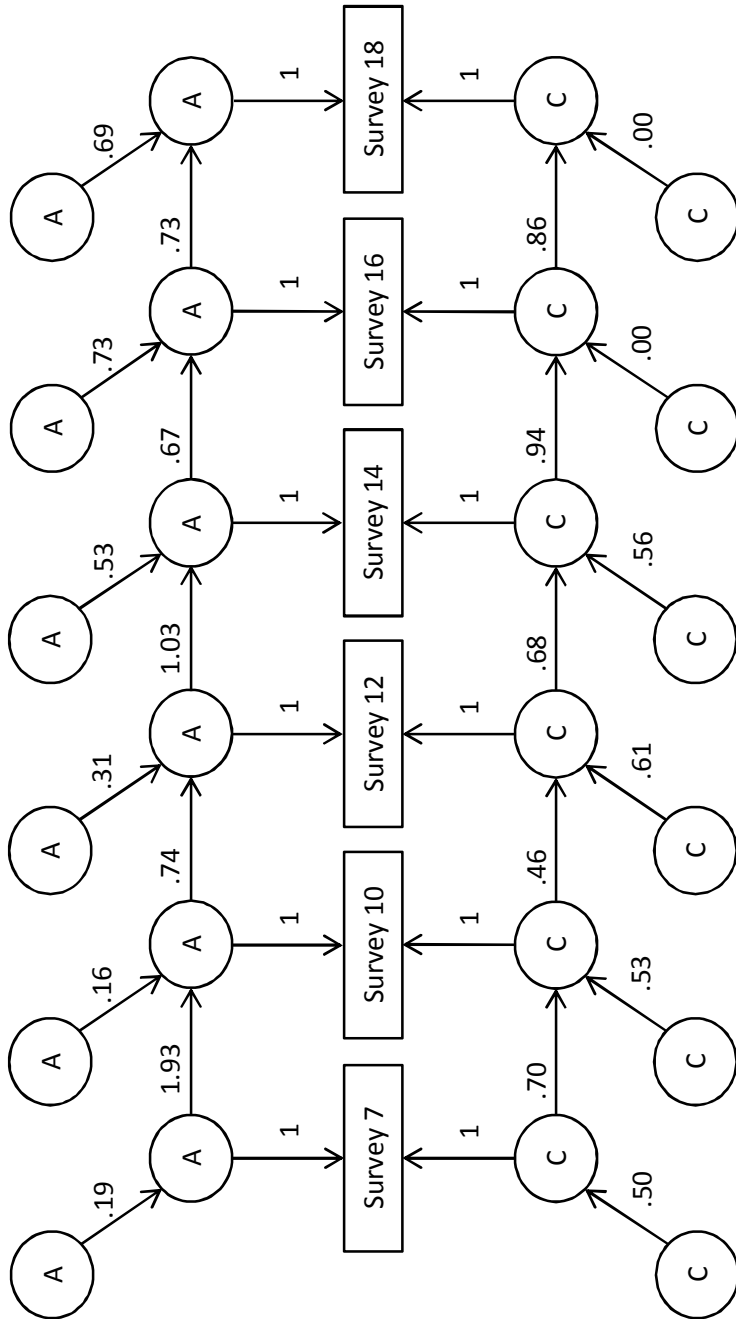 A A A A A A
.19 .16 .31 .53 .73 .69
A A A A A A
1.93 .74 1.03 .67 .73
1 1 1 1 1 1
Survey 7 Survey 10 Survey 12 Survey 14 Survey 16 Survey 18
1 1 1 1 1 1
.70 .46 .68 .94 .86
C C C C C C
.50 .53 .61 .56 .00 .00
C C C C C C